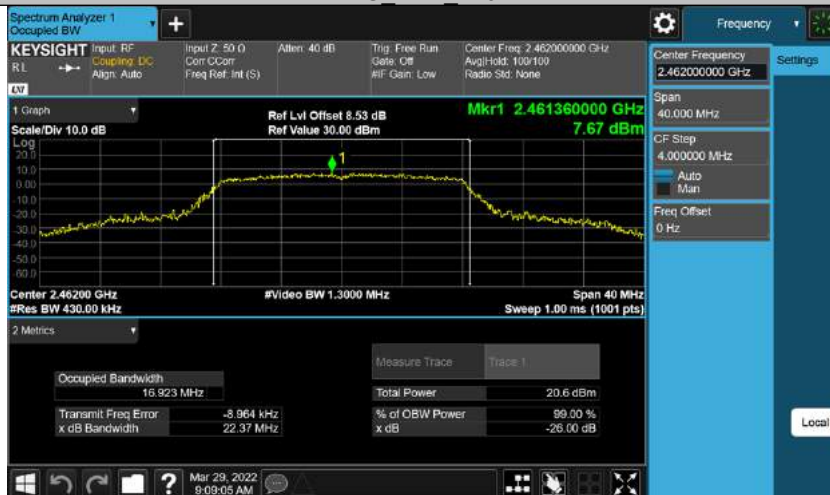 Spectrum Analyzer 1
Occupied BW
+
Frequency
KEYSIGHT
RL
Input: RF
Coupling: DC
Align: Auto
Input Z: 50 Ω
Corr CCorr
Freq Ref: Int (S)
Atten: 40 dB
Trig: Free Run
Gate: Off
#IF Gain: Low
Center Freq: 2.462000000 GHz
Avg|Hold: 100/100
Radio Std: None
LXI
Center Frequency
2.462000000 GHz
Settings
Span
40.000 MHz
CF Step
4.000000 MHz
Auto
Man
Freq Offset
0 Hz
Local
1 Graph
Scale/Div 10.0 dB
Ref Lvl Offset 8.53 dB
Ref Value 30.00 dBm
Mkr1 2.461360000 GHz
7.67 dBm
Log
20.0
10.0
0.00
-10.0
-20.0
-30.0
-40.0
-50.0
-60.0
1
Center 2.46200 GHz
#Res BW 430.00 kHz
#Video BW 1.3000 MHz
Span 40 MHz
Sweep 1.00 ms (1001 pts)
2 Metrics
Measure Trace Trace 1
Occupied Bandwidth
16.923 MHz
Total Power 20.6 dBm
Transmit Freq Error -8.964 kHz
% of OBW Power 99.00 %
x dB Bandwidth 22.37 MHz
x dB -26.00 dB
?
Mar 29, 2022
9:09:05 AM